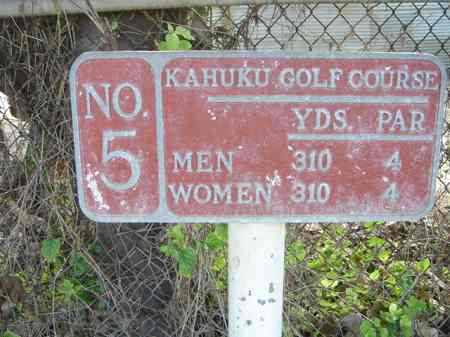 NO
5
KAHUKU GOLF COURSE
YDS. PAR
MEN 310 4
WOMEN 310 4